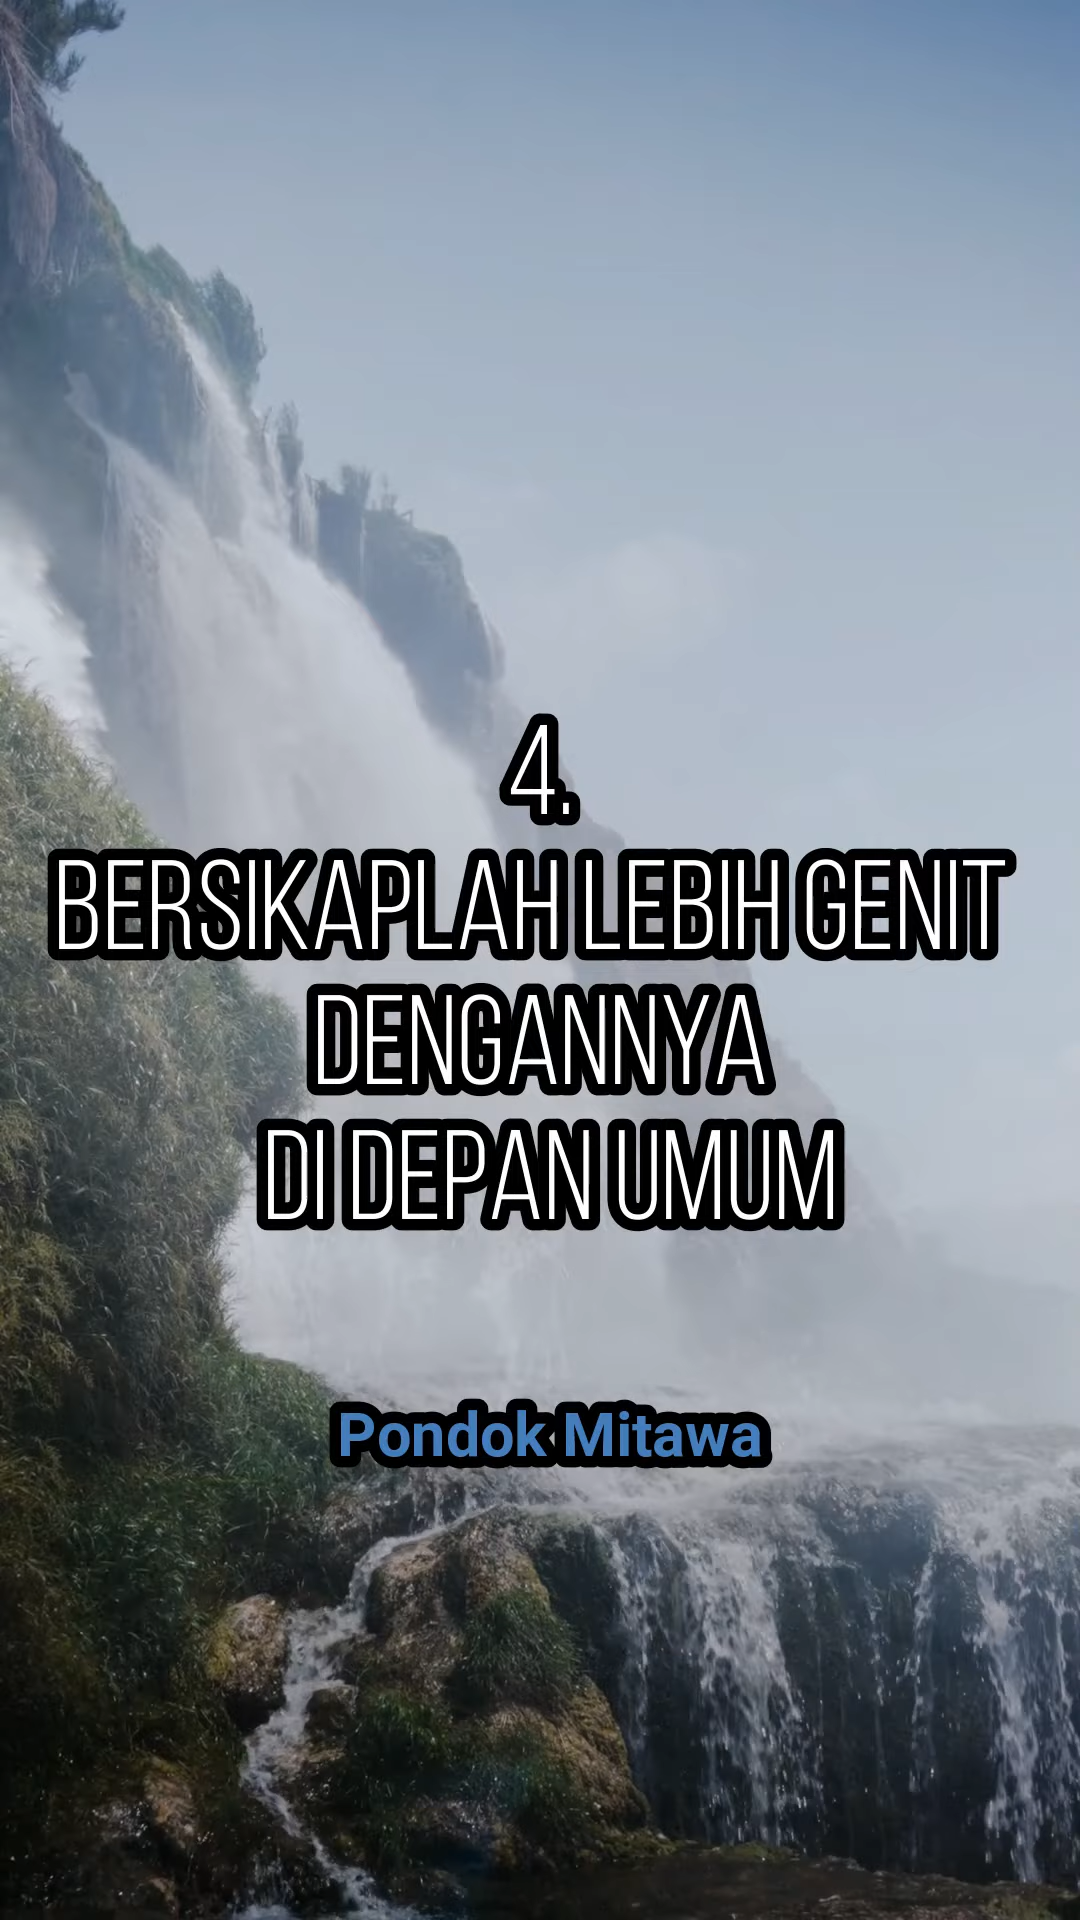 4.
BERSIKAPLAH LEBIH GENIT
DENGANNYA
DI DEPAN UMUM
Pondok Mitawa